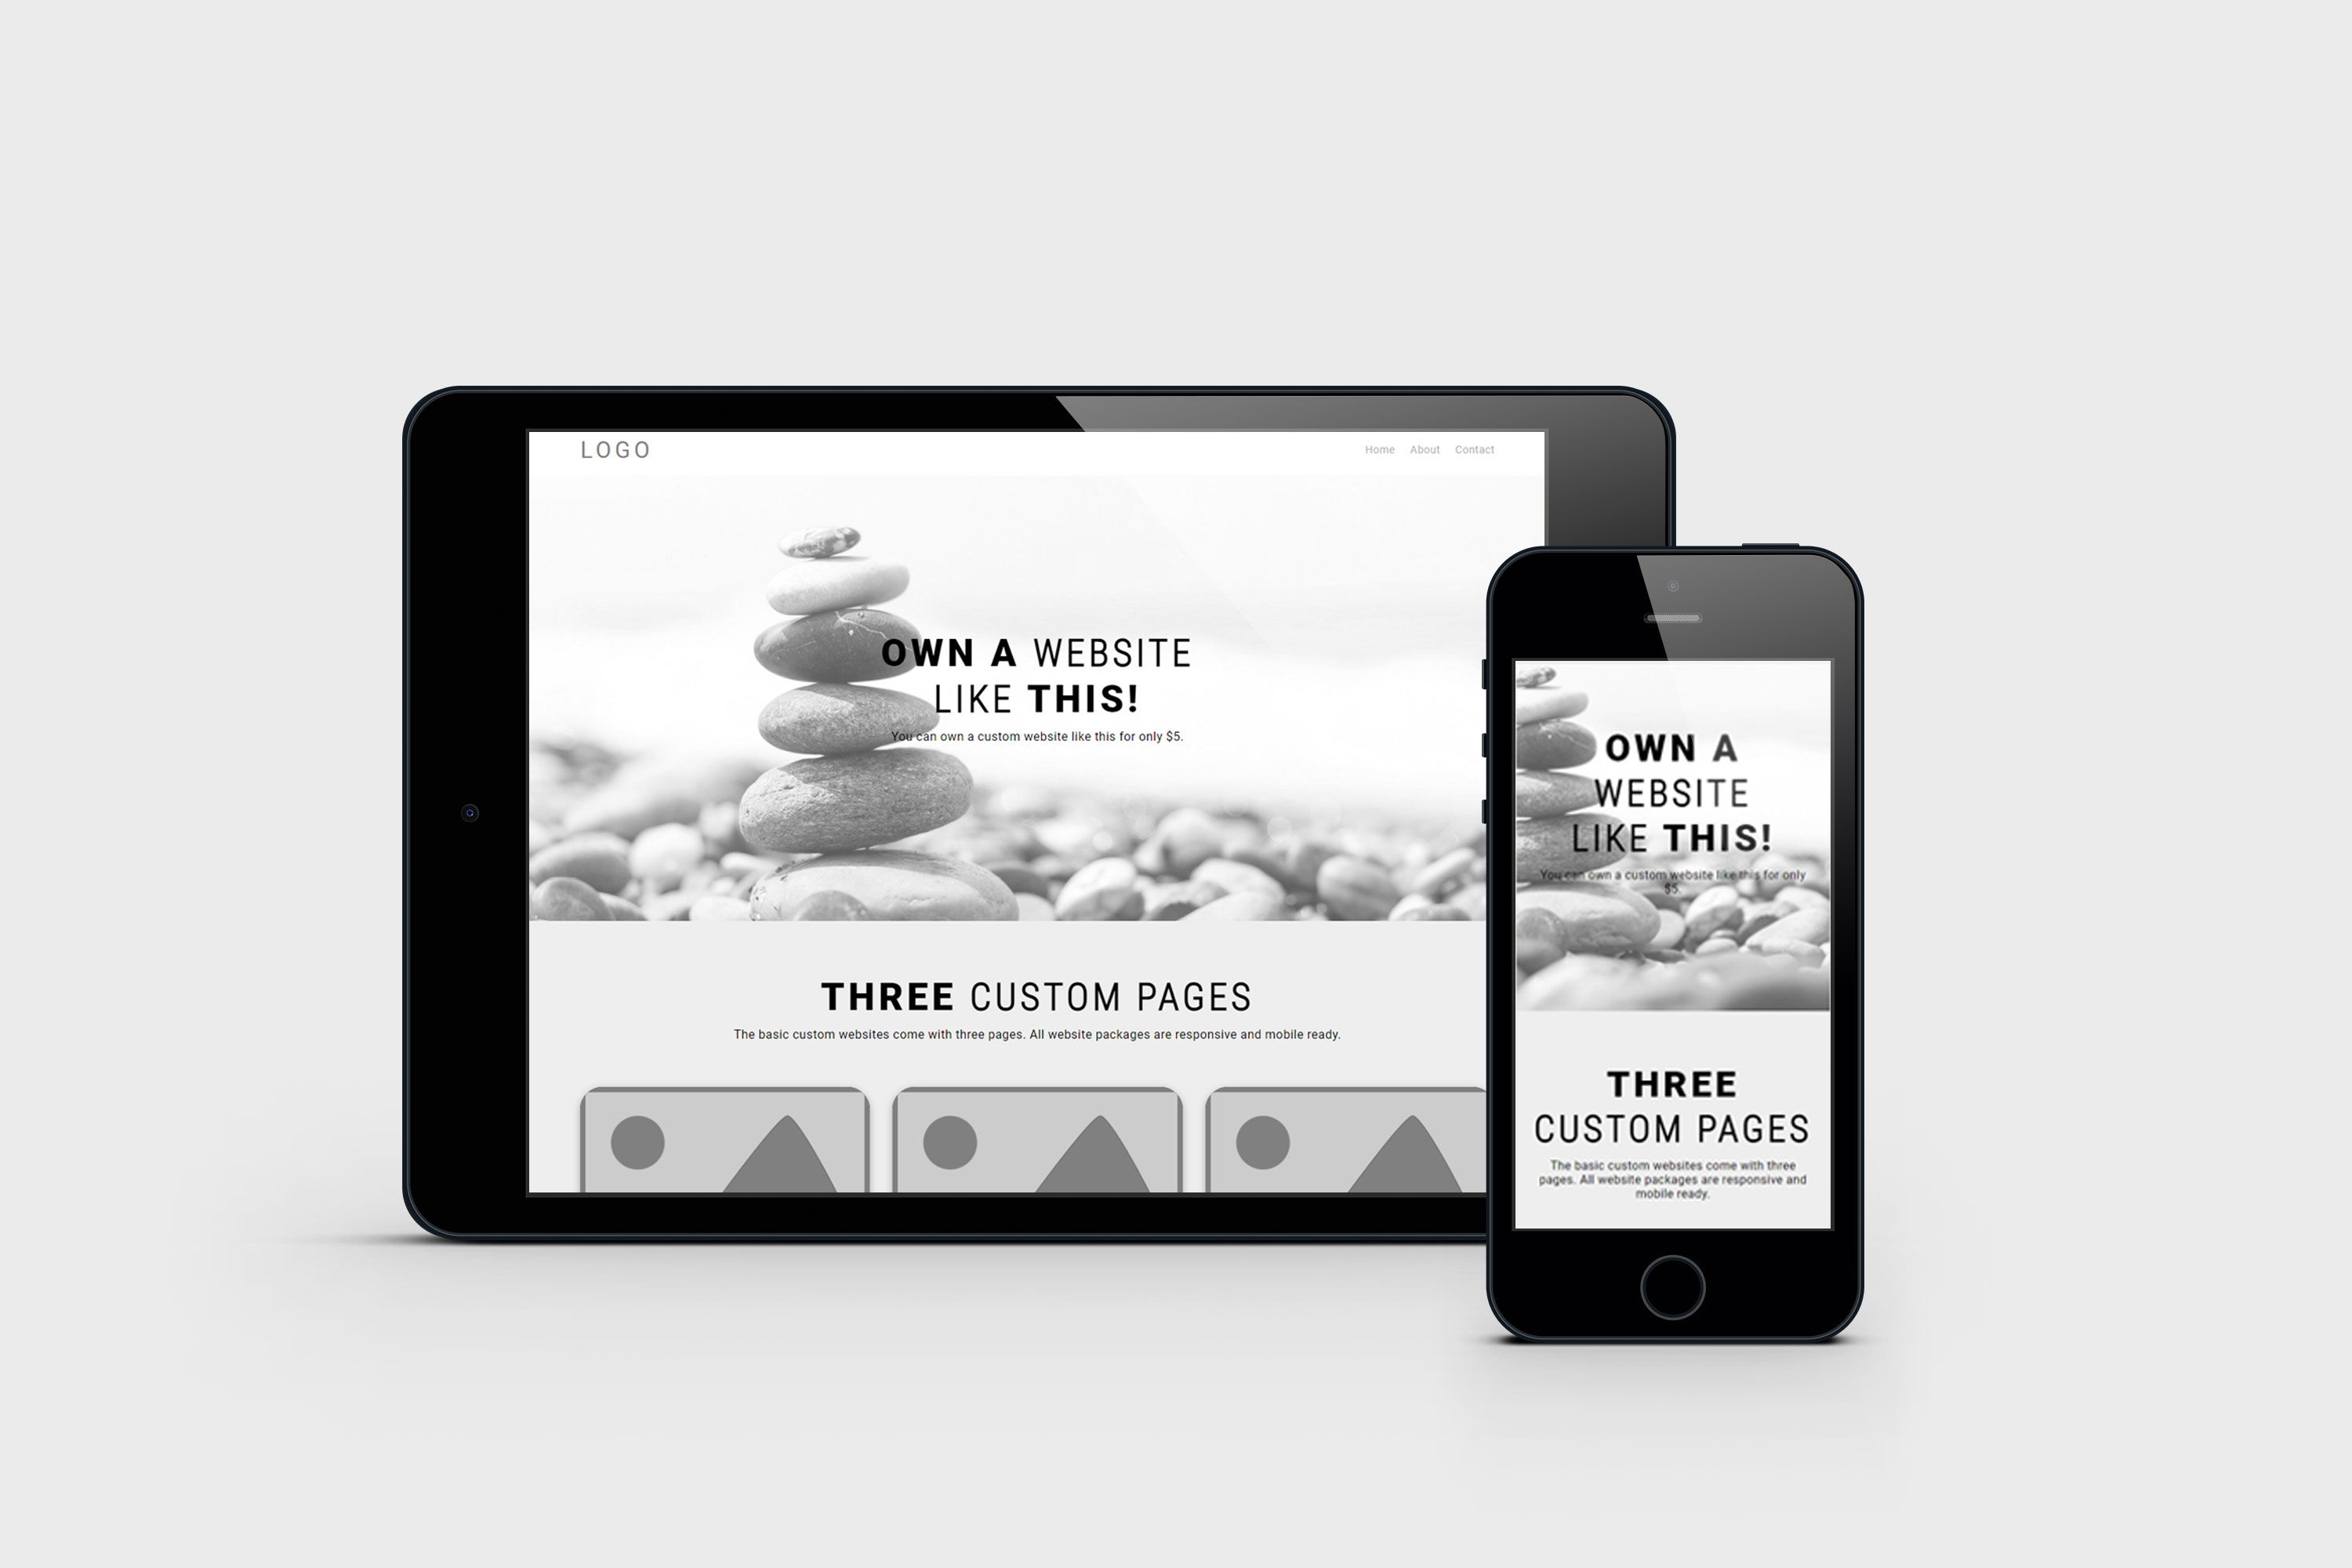 LOGO
Home About Contact
OWN A WEBSITE
LIKE THIS!
You can own a custom website like this for only $5.
THREE CUSTOM PAGES
The basic custom websites come with three pages. All website packages are responsive and mobile ready.
OWN A
WEBSITE
LIKE THIS!
You can own a custom website like this for only
$5.
THREE
CUSTOM PAGES
The basic custom websites come with three
pages. All website packages are responsive and
mobile ready.